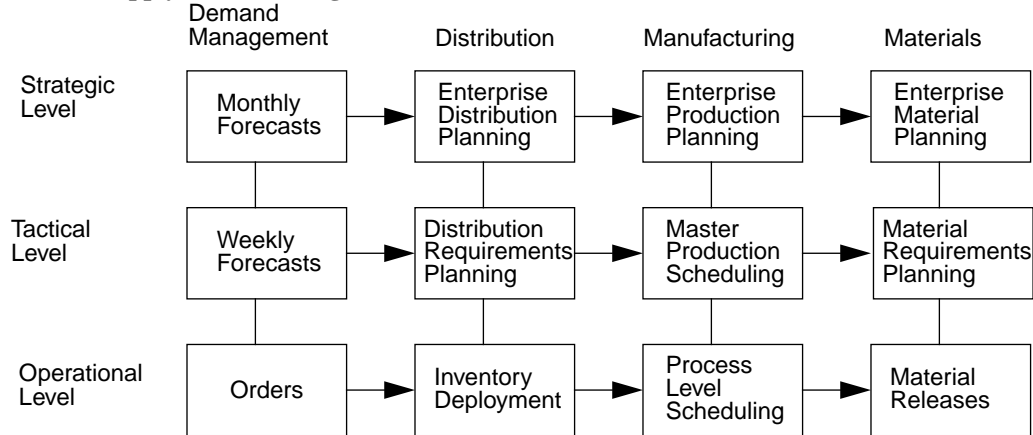 Demand
Management
Distribution
Manufacturing
Materials
Strategic
Level
Monthly
Forecasts
Enterprise
Distribution
Planning
Enterprise
Production
Planning
Enterprise
Material
Planning
Tactical
Level
Weekly
Forecasts
Distribution
Requirements
Planning
Master
Production
Scheduling
Material
Requirements
Planning
Operational
Level
Orders
Inventory
Deployment
Process
Level
Scheduling
Material
Releases